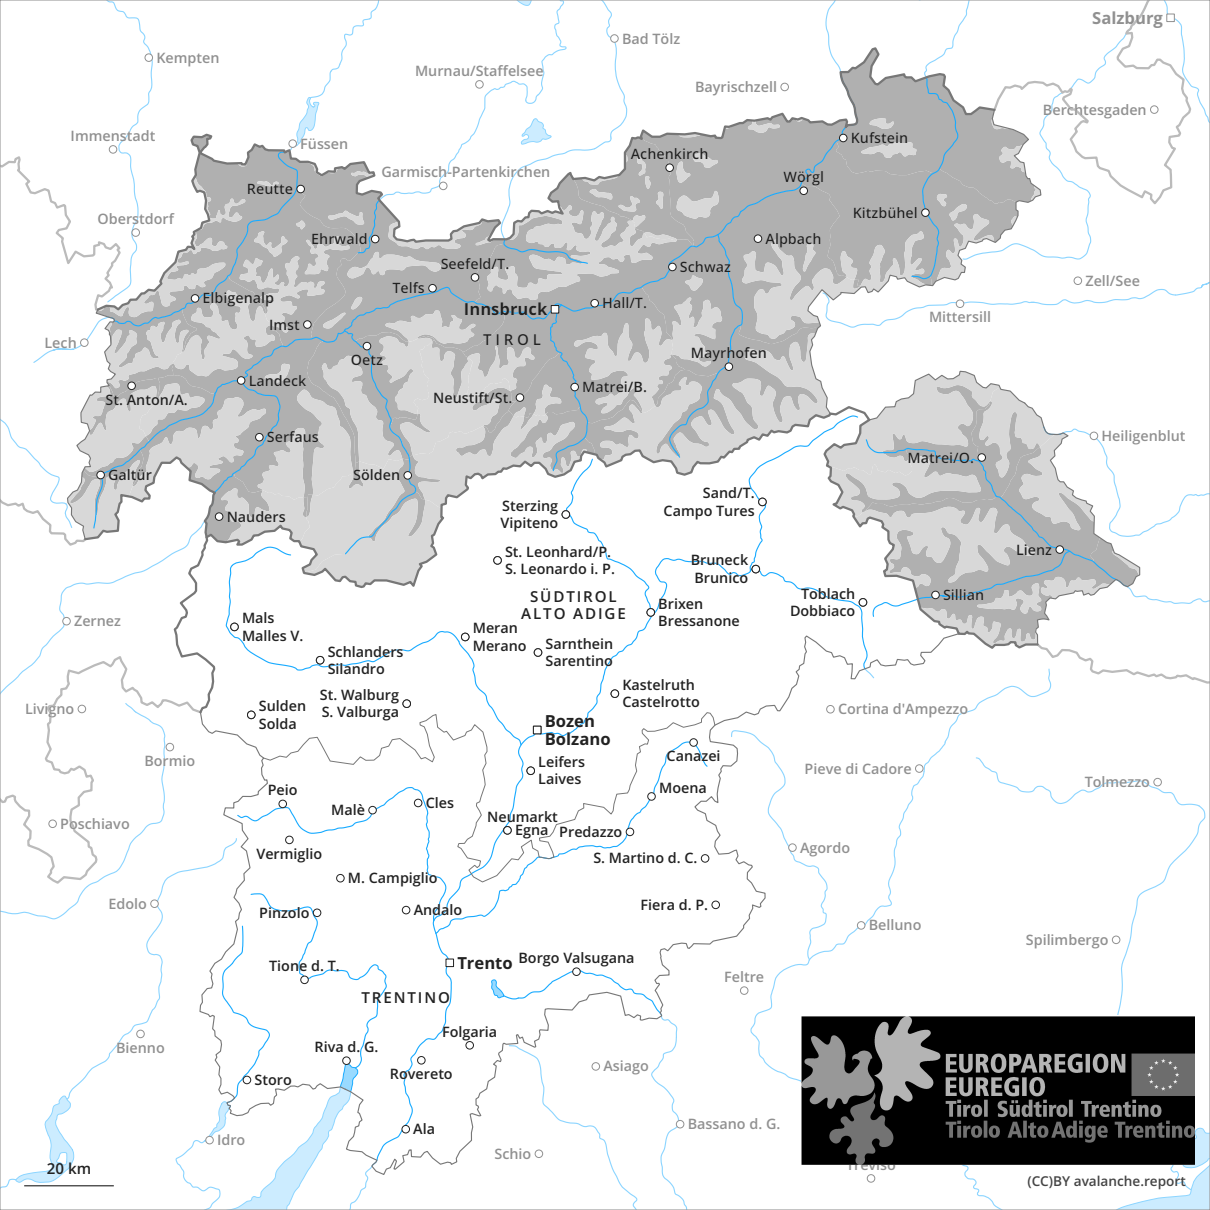 Salzburg
Bad Tölz
Kempten
Murnau/Staffelsee
Bayrischzell
Berchtesgaden
Immenstadt
Füssen
Kufstein
Achenkirch
Garmisch-Partenkirchen
Wörgl
Reutte
Oberstdorf
Kitzbühel
Ehrwald
Alpbach
Seefeld/T.
Schwaz
Zell/See
Telfs
Elbigenalp
Innsbruck
Hall/T.
Mittersill
Imst
TIROL
Lech
Oetz
Mayrhofen
Landeck
Matrei/B.
St. Anton/A.
Neustift/St.
Serfaus
Heiligenblut
Matrei/O.
Galtür
Sölden
Sand/T.
Campo Tures
Sterzing
Vipiteno
Nauders
St. Leonhard/P.
S. Leonardo i. P.
Lienz
Bruneck
Brunico
SÜDTIROL
ALTO ADIGE
Toblach
Dobbiaco
Sillian
Brixen
Bressanone
Zernez
Mals
Malles V.
Meran
Merano
Sarnthein
Sarentino
Schlanders
Silandro
Kastelruth
Castelrotto
St. Walburg
S. Valburga
Livigno
Sulden
Solda
Cortina d'Ampezzo
Bozen
Bolzano
Bormio
Canazei
Leifers
Laives
Pieve di Cadore
Tolmezzo
Peio
Moena
Malè
Cles
Neumarkt
Egna
Predazzo
Poschiavo
Vermiglio
S. Martino d. C.
Agordo
M. Campiglio
Edolo
Pinzolo
Andalo
Fiera d. P.
Belluno
Spilimbergo
Trento
Borgo Valsugana
Tione d. T.
Feltre
TRENTINO
Folgaria
Bienno
Riva d. G.
Rovereto
Asiago
Storo
EUROPAREGION
EUREGIO
Tirol Südtirol Trentino
Tirolo Alto Adige Trentino
Ala
Bassano d. G.
Idro
Schio
Treviso
20 km
(CC)BY avalanche.report